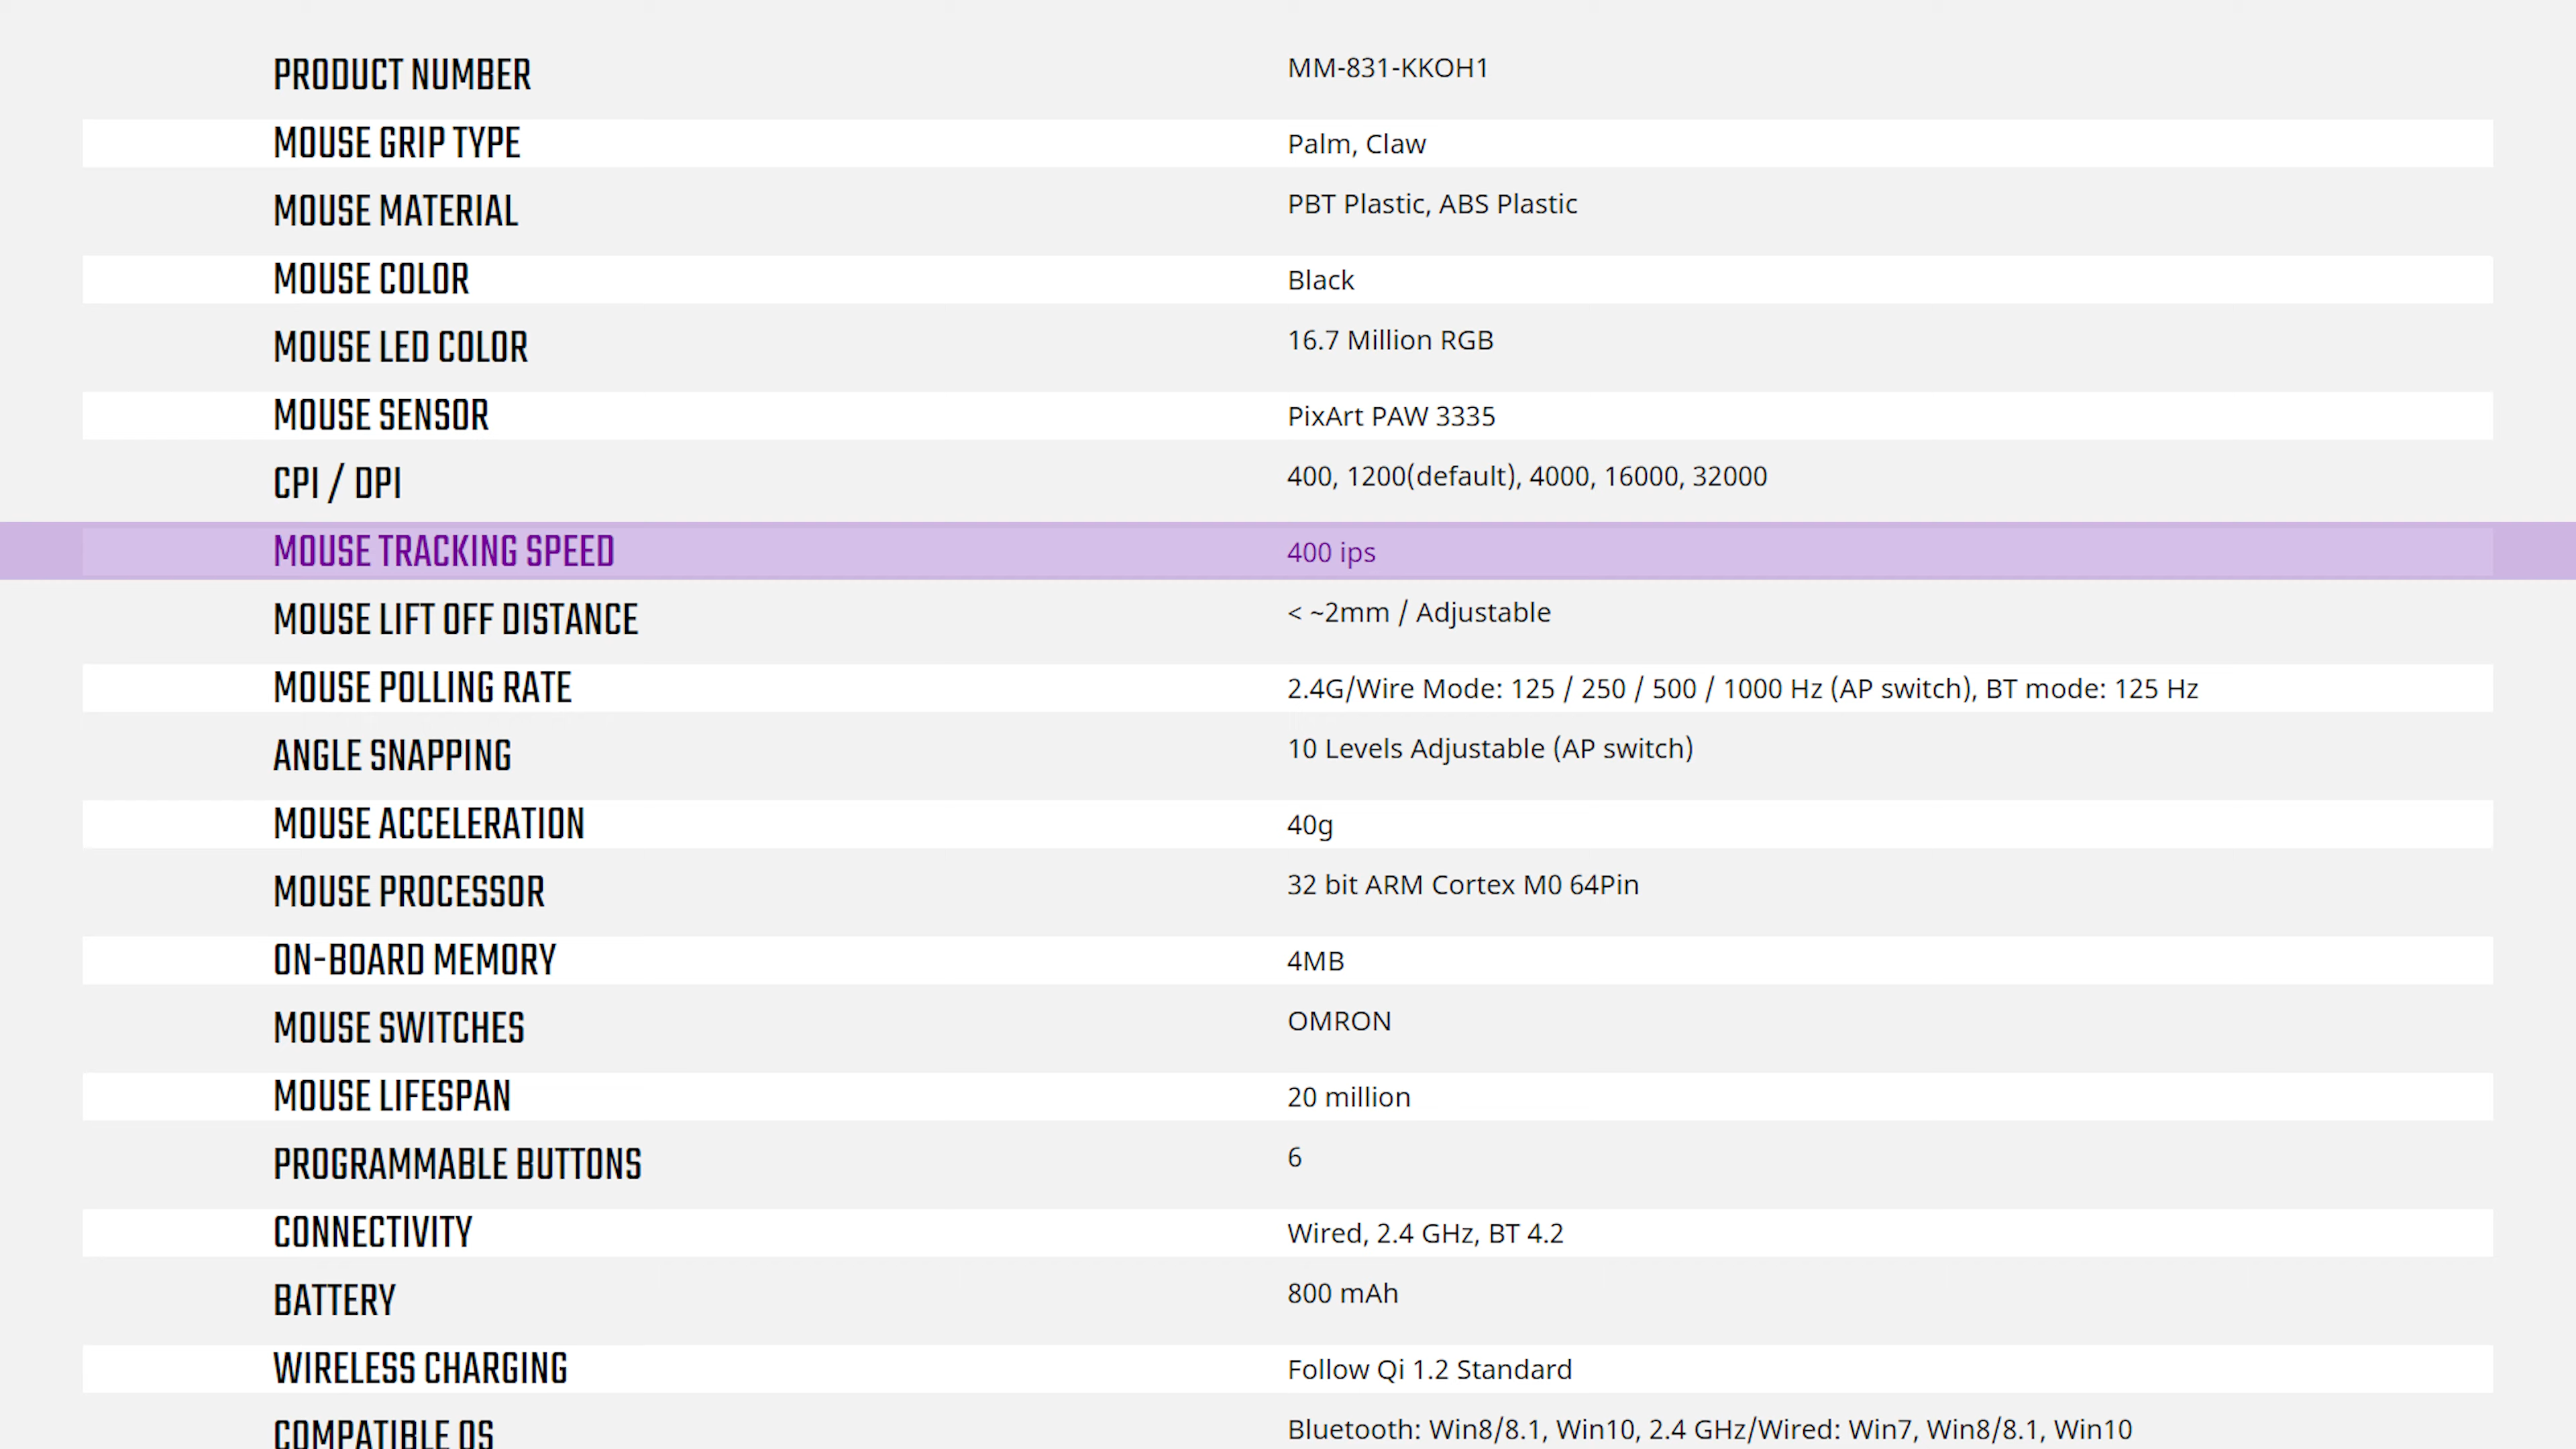 PRODUCT NUMBER MM-831-KKOH1
MOUSE GRIP TYPE Palm, Claw
MOUSE MATERIAL PBT Plastic, ABS Plastic
MOUSE COLOR Black
MOUSE LED COLOR 16.7 Million RGB
MOUSE SENSOR PixArt PAW 3335
CPI / DPI 400, 1200(default), 4000, 16000, 32000
MOUSE TRACKING SPEED 400 ips
MOUSE LIFT OFF DISTANCE < ~2mm / Adjustable
MOUSE POLLING RATE 2.4G/Wire Mode: 125 / 250 / 500 / 1000 Hz (AP switch), BT mode: 125 Hz
ANGLE SNAPPING 10 Levels Adjustable (AP switch)
MOUSE ACCELERATION 40g
MOUSE PROCESSOR 32 bit ARM Cortex M0 64Pin
ON-BOARD MEMORY 4MB
MOUSE SWITCHES OMRON
MOUSE LIFESPAN 20 million
PROGRAMMABLE BUTTONS 6
CONNECTIVITY Wired, 2.4 GHz, BT 4.2
BATTERY 800 mAh
WIRELESS CHARGING Follow Qi 1.2 Standard
COMPATIBLE OS Bluetooth: Win8/8.1, Win10, 2.4 GHz/Wired: Win7, Win8/8.1, Win10